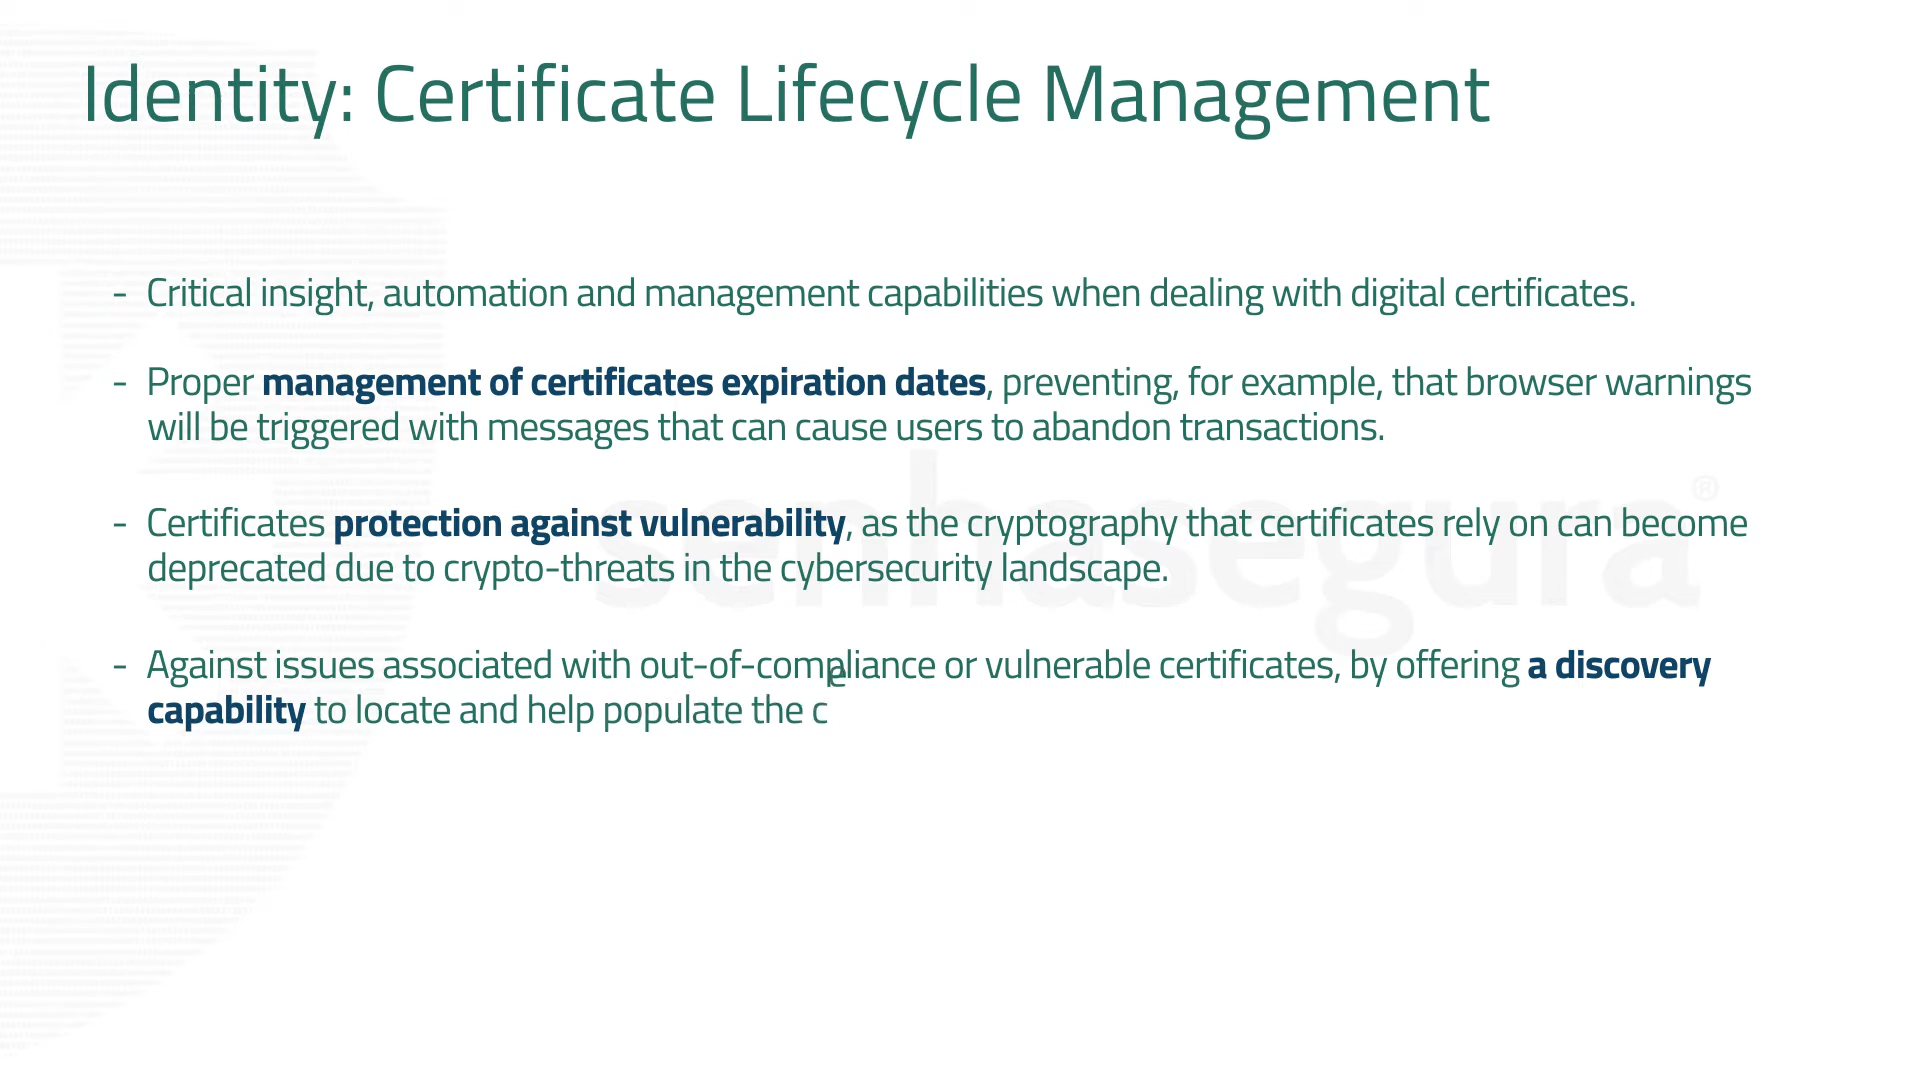 Identity: Certificate Lifecycle Management
- Critical insight, automation and management capabilities when dealing with digital certificates.
- Proper management of certificates expiration dates, preventing, for example, that browser warnings
will be triggered with messages that can cause users to abandon transactions.
senhasegura®
- Certificates protection against vulnerability, as the cryptography that certificates rely on can become
deprecated due to crypto-threats in the cybersecurity landscape.
- Against issues associated with out-of-compliance or vulnerable certificates, by offering a discovery
capability to locate and help populate the c
e